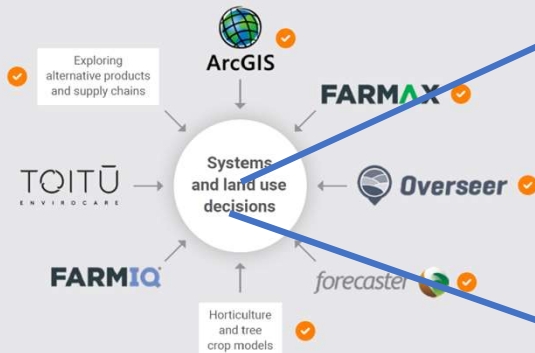 ArcGIS
Exploring
alternative products
and supply chains
FARMAX
Systems
and land use
decisions
TOITŪ
ENVIROCARE
Overseer
FARMIQ
forecaster
Horticulture
and tree
crop models